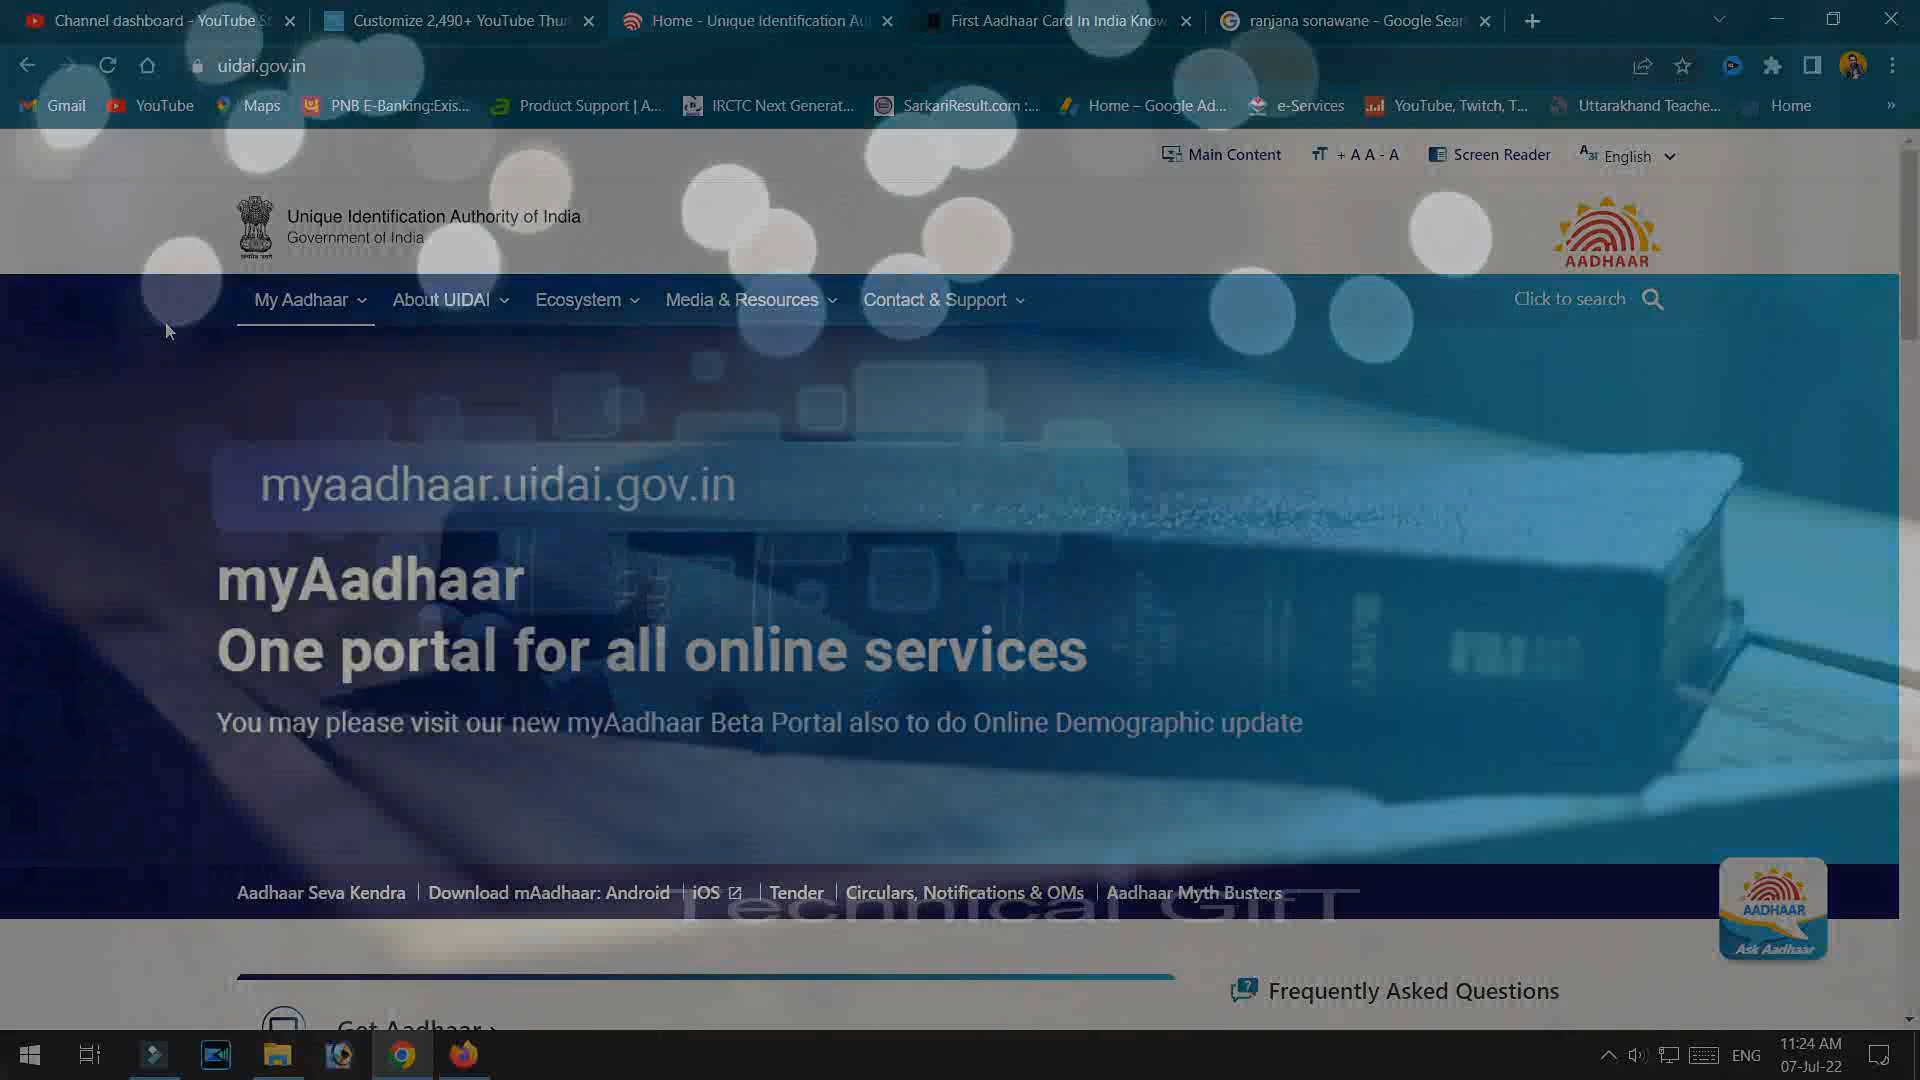 Channel dashboard - YouTube St
Customize 2,490+ YouTube Thu
Home - Unique Identification Au
First Aadhaar Card In India Know
ranjana sonawane - Google Sear
uidai.gov.in
Gmail
YouTube
Maps
PNB E-Banking:Exis...
Product Support | A...
IRCTC Next Generat...
SarkariResult.com :...
Home – Google Ad...
e-Services
YouTube, Twitch, T...
Uttarakhand Teache...
Home
»
Main Content
+ A A - A
Screen Reader
English
Unique Identification Authority of India
Government of India
AADHAAR
My Aadhaar
About UIDAI
Ecosystem
Media & Resources
Contact & Support
Click to search
myaadhaar.uidai.gov.in
myAadhaar
One portal for all online services
You may please visit our new myAadhaar Beta Portal also to do Online Demographic update
Aadhaar Seva Kendra | Download mAadhaar: Android | iOS | Tender | Circulars, Notifications & OMs | Aadhaar Myth Busters
Technical GifT
AADHAAR
Ask Aadhaar
Frequently Asked Questions
Get Aadhaar ›
ENG
11:24 AM
07-Jul-22